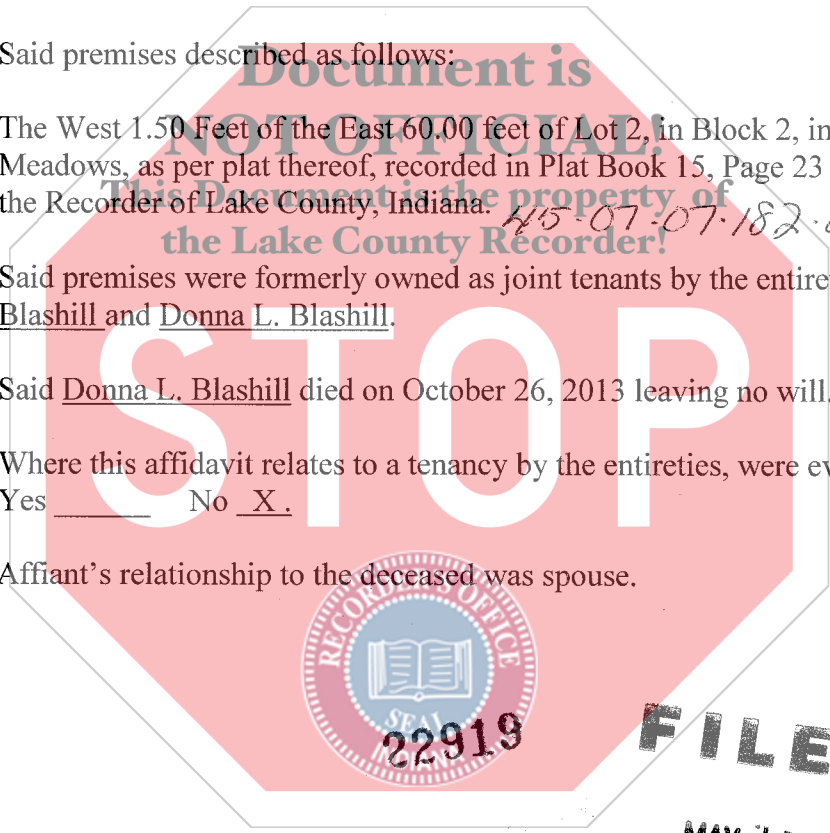 Said premises described as follows:
Document is
The West 1.50 Feet of the East 60.00 feet of Lot 2, in Block 2, in
NOT OFFICIAL!
Meadows, as per plat thereof, recorded in Plat Book 15, Page 23
This Document is the property of
the Recorder of Lake County, Indiana. 45-07-07-182-
the Lake County Recorder!
Said premises were formerly owned as joint tenants by the entire
Blashill and Donna L. Blashill.
STOP
Said Donna L. Blashill died on October 26, 2013 leaving no will.
Where this affidavit relates to a tenancy by the entireties, were ev
Yes ______ No X .
Affiant's relationship to the deceased was spouse.
RECORDER'S OFFICE
SEAL
INDIANA
22919
FILE